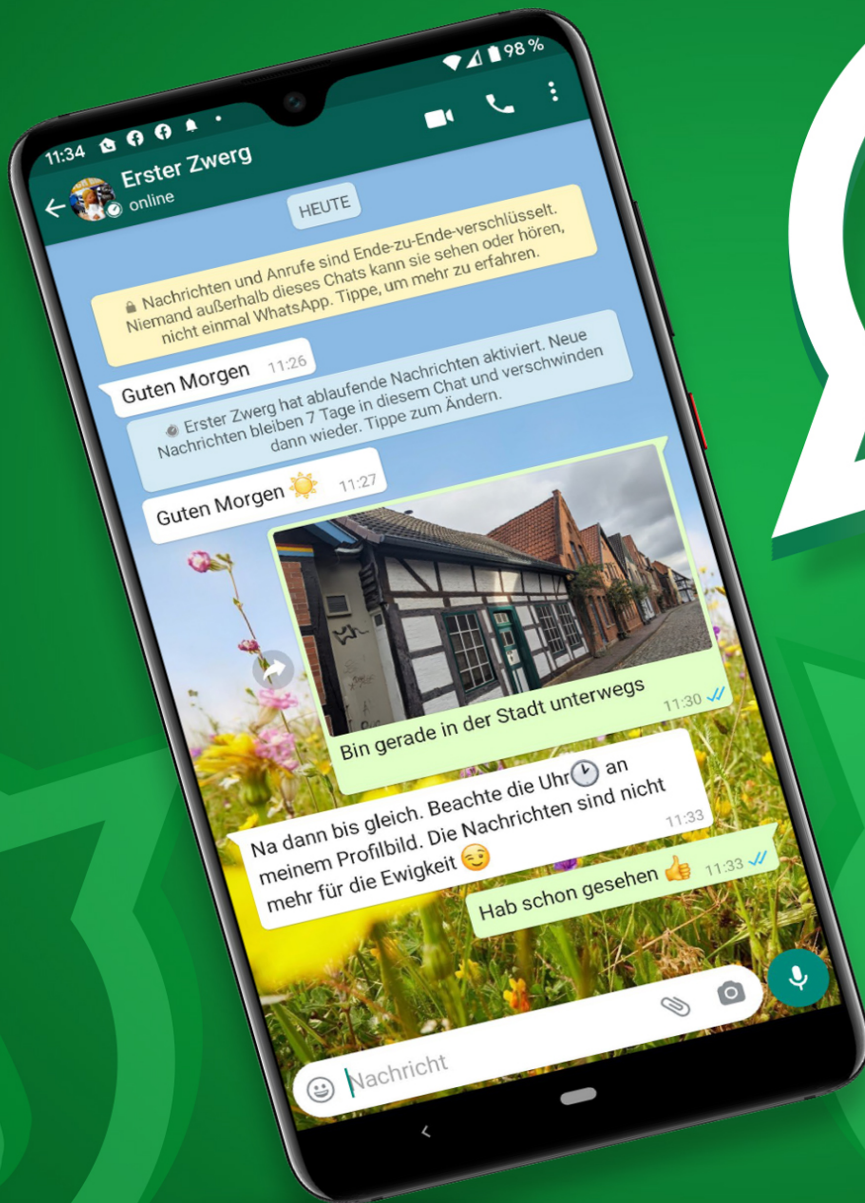 11:34
98 %
Erster Zwerg
online
HEUTE
Nachrichten und Anrufe sind Ende-zu-Ende-verschlüsselt.
Niemand außerhalb dieses Chats kann sie sehen oder hören,
nicht einmal WhatsApp. Tippe, um mehr zu erfahren.
Guten Morgen 11:26
Erster Zwerg hat ablaufende Nachrichten aktiviert. Neue
Nachrichten bleiben 7 Tage in diesem Chat und verschwinden
dann wieder. Tippe zum Ändern.
Guten Morgen ☀️ 11:27
Bin gerade in der Stadt unterwegs
11:30
Na dann bis gleich. Beachte die Uhr🕐 an
meinem Profilbild. Die Nachrichten sind nicht
mehr für die Ewigkeit 😏
11:33
Hab schon gesehen 👍 11:33
Nachricht